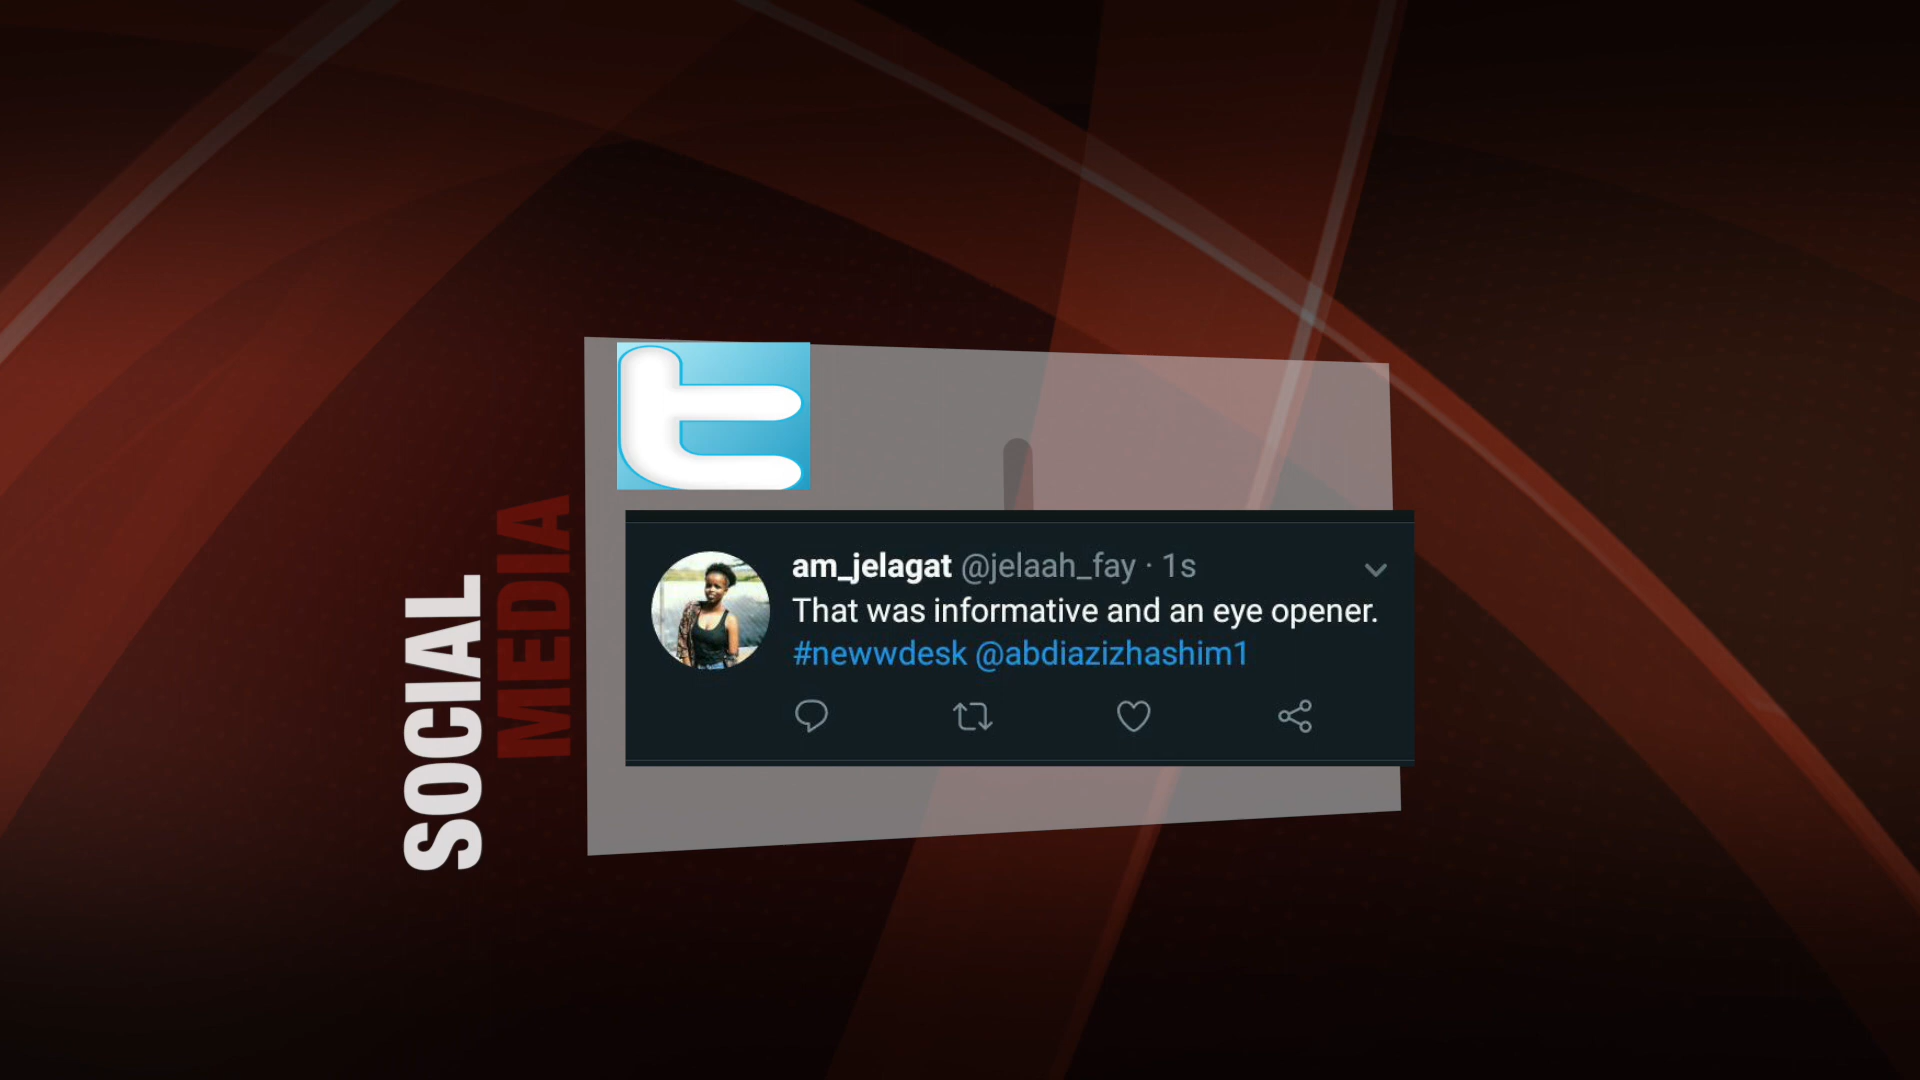 SOCIAL
MEDIA
t
am_jelagat @jelaah_fay · 1s
That was informative and an eye opener.
#newwdesk @abdiazizhashim1